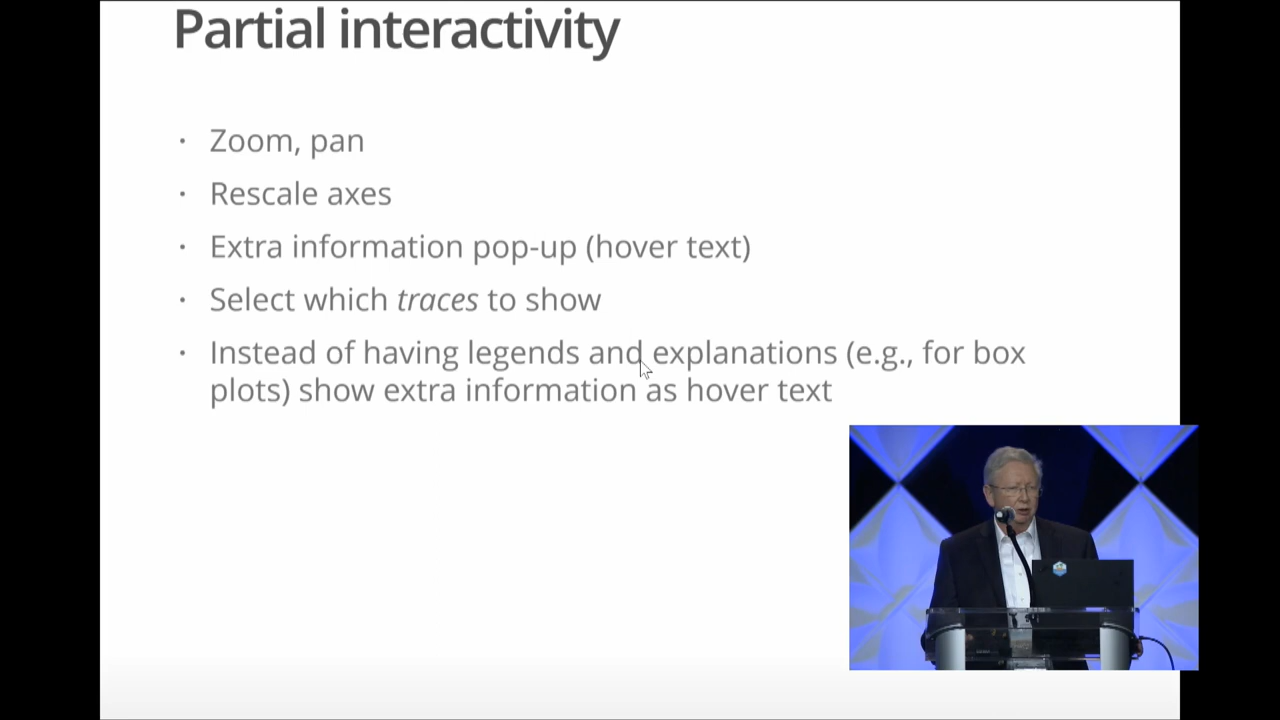 Partial interactivity
· Zoom, pan
· Rescale axes
· Extra information pop-up (hover text)
· Select which traces to show
· Instead of having legends and explanations (e.g., for box
plots) show extra information as hover text